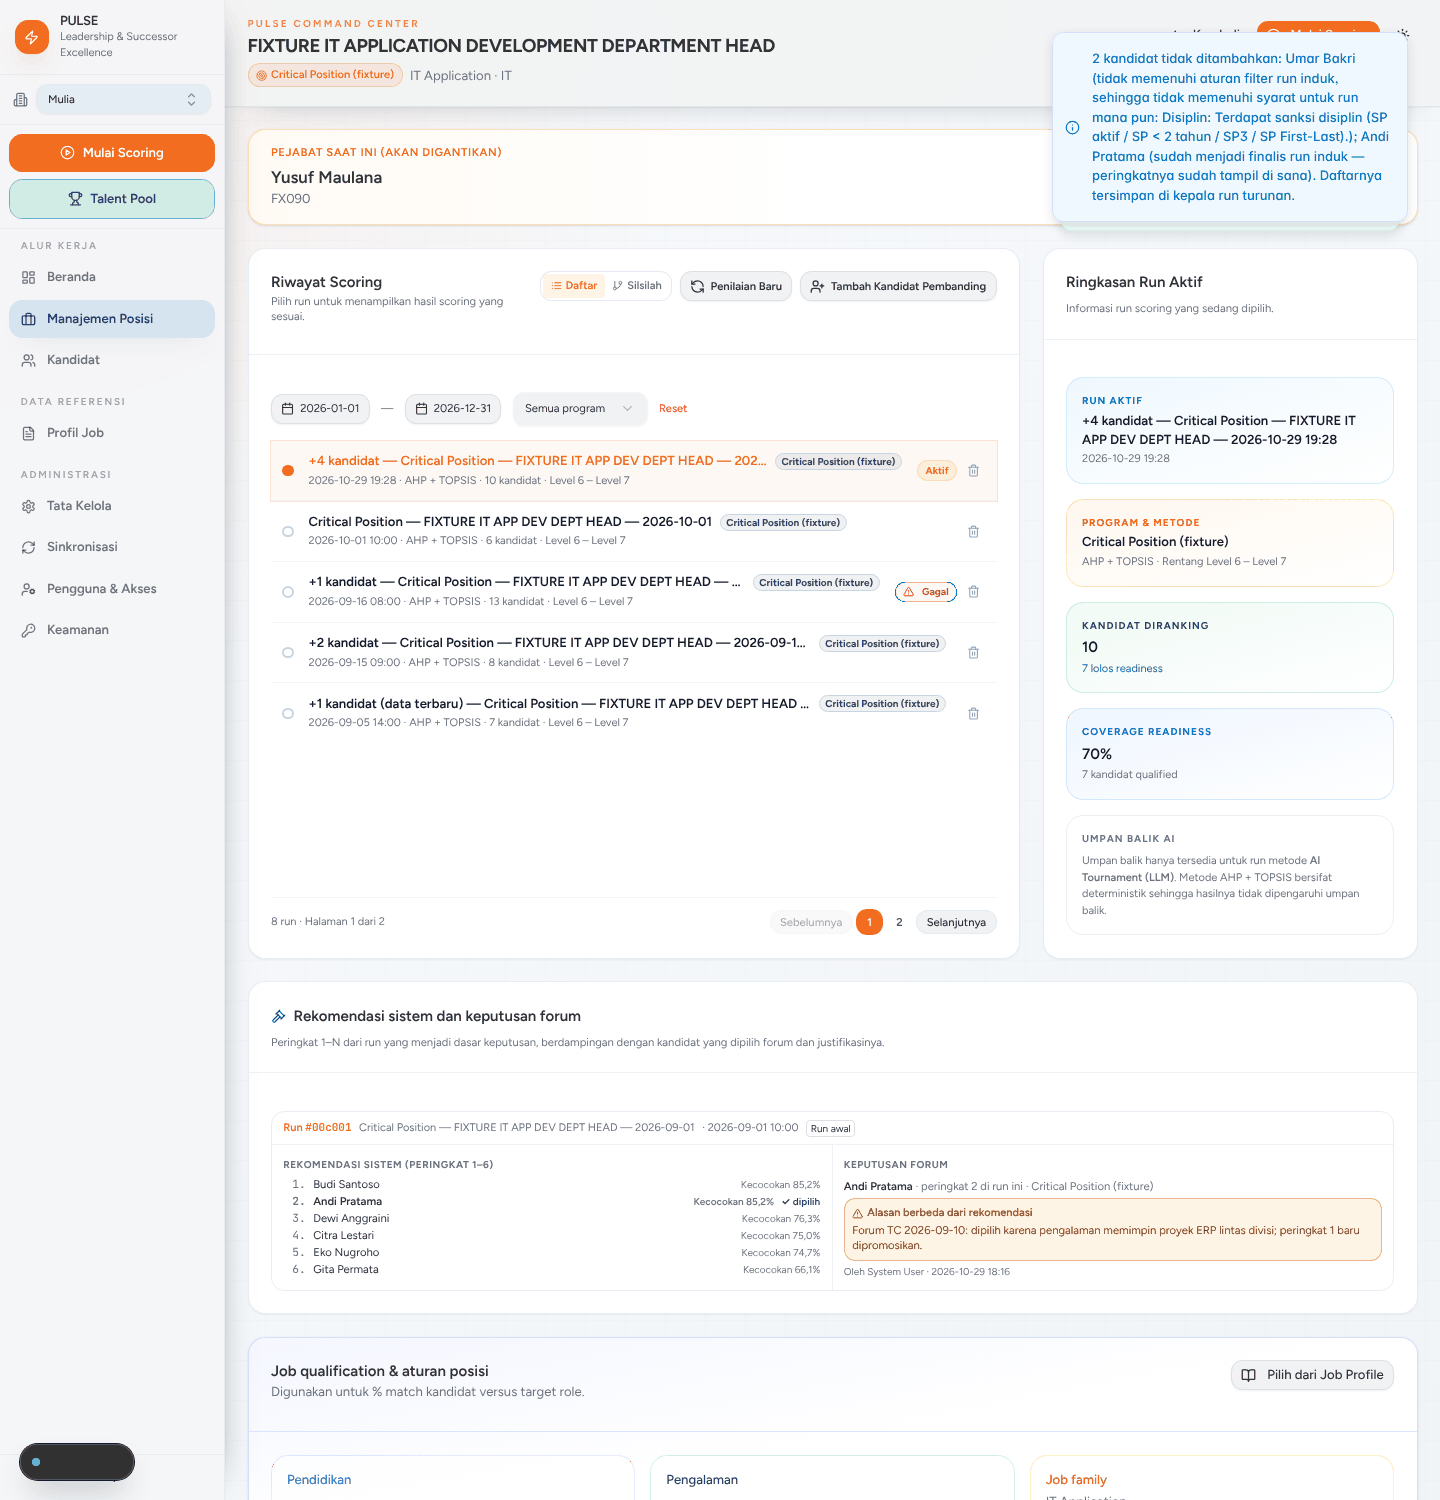 PULSE
Leadership & Successor
Excellence
Mulia
Mulai Scoring
Talent Pool
ALUR KERJA
Beranda
Manajemen Posisi
Kandidat
DATA REFERENSI
Profil Job
ADMINISTRASI
Tata Kelola
Sinkronisasi
Pengguna & Akses
Keamanan
PULSE COMMAND CENTER
FIXTURE IT APPLICATION DEVELOPMENT DEPARTMENT HEAD
Critical Position (fixture) IT Application · IT
2 kandidat tidak ditambahkan: Umar Bakri
(tidak memenuhi aturan filter run induk,
sehingga tidak memenuhi syarat untuk run
mana pun: Disiplin: Terdapat sanksi disiplin (SP
aktif / SP < 2 tahun / SP3 / SP First-Last).); Andi
Pratama (sudah menjadi finalis run induk —
peringkatnya sudah tampil di sana). Daftarnya
tersimpan di kepala run turunan.
PEJABAT SAAT INI (AKAN DIGANTIKAN)
Yusuf Maulana
FX090
Riwayat Scoring
Pilih run untuk menampilkan hasil scoring yang
sesuai.
Daftar Silsilah Penilaian Baru Tambah Kandidat Pembanding
2026-01-01 — 2026-12-31 Semua program Reset
+4 kandidat — Critical Position — FIXTURE IT APP DEV DEPT HEAD — 202... Critical Position (fixture) Aktif
2026-10-29 19:28 · AHP + TOPSIS · 10 kandidat · Level 6 – Level 7
Critical Position — FIXTURE IT APP DEV DEPT HEAD — 2026-10-01 Critical Position (fixture)
2026-10-01 10:00 · AHP + TOPSIS · 6 kandidat · Level 6 – Level 7
+1 kandidat — Critical Position — FIXTURE IT APP DEV DEPT HEAD — ... Critical Position (fixture) Gagal
2026-09-16 08:00 · AHP + TOPSIS · 13 kandidat · Level 6 – Level 7
+2 kandidat — Critical Position — FIXTURE IT APP DEV DEPT HEAD — 2026-09-1... Critical Position (fixture)
2026-09-15 09:00 · AHP + TOPSIS · 8 kandidat · Level 6 – Level 7
+1 kandidat (data terbaru) — Critical Position — FIXTURE IT APP DEV DEPT HEAD ... Critical Position (fixture)
2026-09-05 14:00 · AHP + TOPSIS · 7 kandidat · Level 6 – Level 7
8 run · Halaman 1 dari 2 Sebelumnya 1 2 Selanjutnya
Ringkasan Run Aktif
Informasi run scoring yang sedang dipilih.
RUN AKTIF
+4 kandidat — Critical Position — FIXTURE IT
APP DEV DEPT HEAD — 2026-10-29 19:28
2026-10-29 19:28
PROGRAM & METODE
Critical Position (fixture)
AHP + TOPSIS · Rentang Level 6 – Level 7
KANDIDAT DIRANKING
10
7 lolos readiness
COVERAGE READINESS
70%
7 kandidat qualified
UMPAN BALIK AI
Umpan balik hanya tersedia untuk run metode AI
Tournament (LLM). Metode AHP + TOPSIS bersifat
deterministik sehingga hasilnya tidak dipengaruhi umpan
balik.
Rekomendasi sistem dan keputusan forum
Peringkat 1–N dari run yang menjadi dasar keputusan, berdampingan dengan kandidat yang dipilih forum dan justifikasinya.
Run #00c001 Critical Position — FIXTURE IT APP DEV DEPT HEAD — 2026-09-01 · 2026-09-01 10:00 Run awal
REKOMENDASI SISTEM (PERINGKAT 1–6)
1. Budi Santoso Kecocokan 85,2%
2. Andi Pratama Kecocokan 85,2% ✓ dipilih
3. Dewi Anggraini Kecocokan 76,3%
4. Citra Lestari Kecocokan 75,0%
5. Eko Nugroho Kecocokan 74,7%
6. Gita Permata Kecocokan 66,1%
KEPUTUSAN FORUM
Andi Pratama · peringkat 2 di run ini · Critical Position (fixture)
Alasan berbeda dari rekomendasi
Forum TC 2026-09-10: dipilih karena pengalaman memimpin proyek ERP lintas divisi; peringkat 1 baru
dipromosikan.
Oleh System User · 2026-10-29 18:16
Job qualification & aturan posisi
Digunakan untuk % match kandidat versus target role.
Pilih dari Job Profile
Pendidikan
Pengalaman
Job family